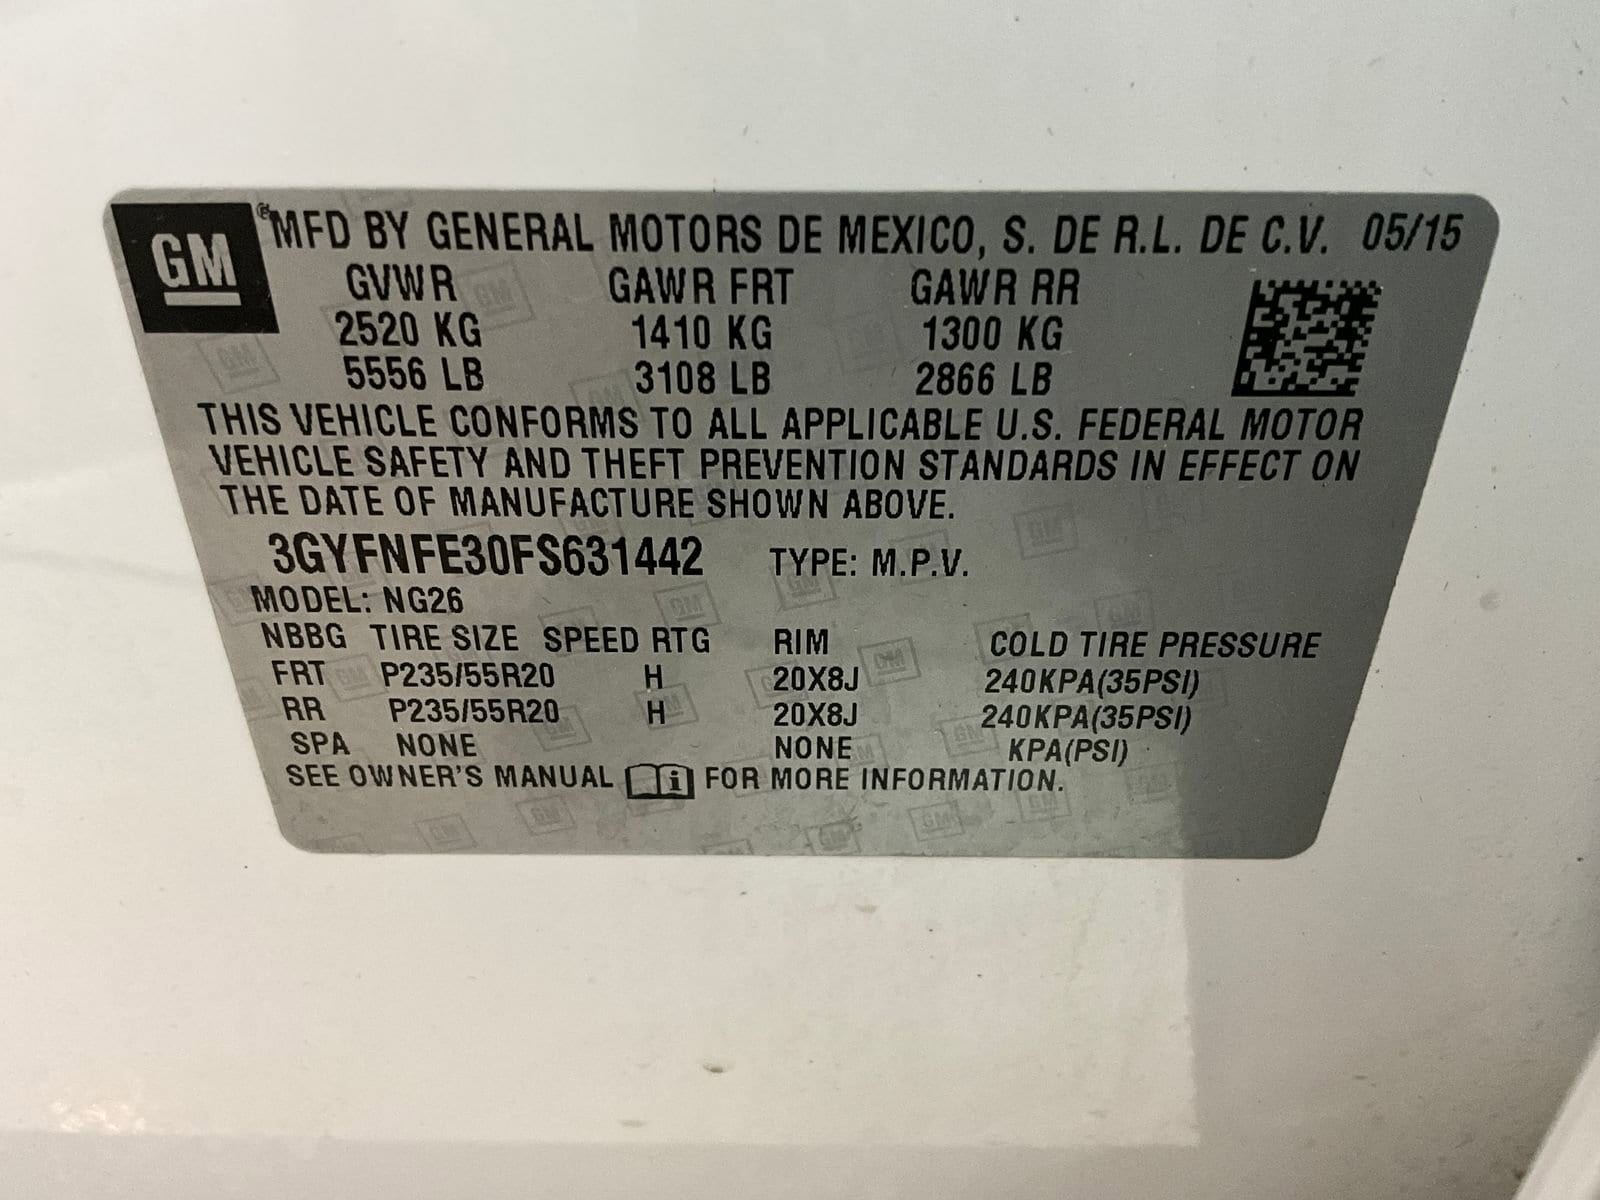 GM
MFD BY GENERAL MOTORS DE MEXICO, S. DE R.L. DE C.V. 05/15
GVWR GAWR FRT GAWR RR
2520 KG 1410 KG 1300 KG
5556 LB 3108 LB 2866 LB
THIS VEHICLE CONFORMS TO ALL APPLICABLE U.S. FEDERAL MOTOR
VEHICLE SAFETY AND THEFT PREVENTION STANDARDS IN EFFECT ON
THE DATE OF MANUFACTURE SHOWN ABOVE.
3GYFNFE30FS631442 TYPE: M.P.V.
MODEL: NG26
NBBG TIRE SIZE SPEED RTG RIM COLD TIRE PRESSURE
FRT P235/55R20 H 20X8J 240KPA(35PSI)
RR P235/55R20 H 20X8J 240KPA(35PSI)
SPA NONE NONE KPA(PSI)
SEE OWNER'S MANUAL i FOR MORE INFORMATION.